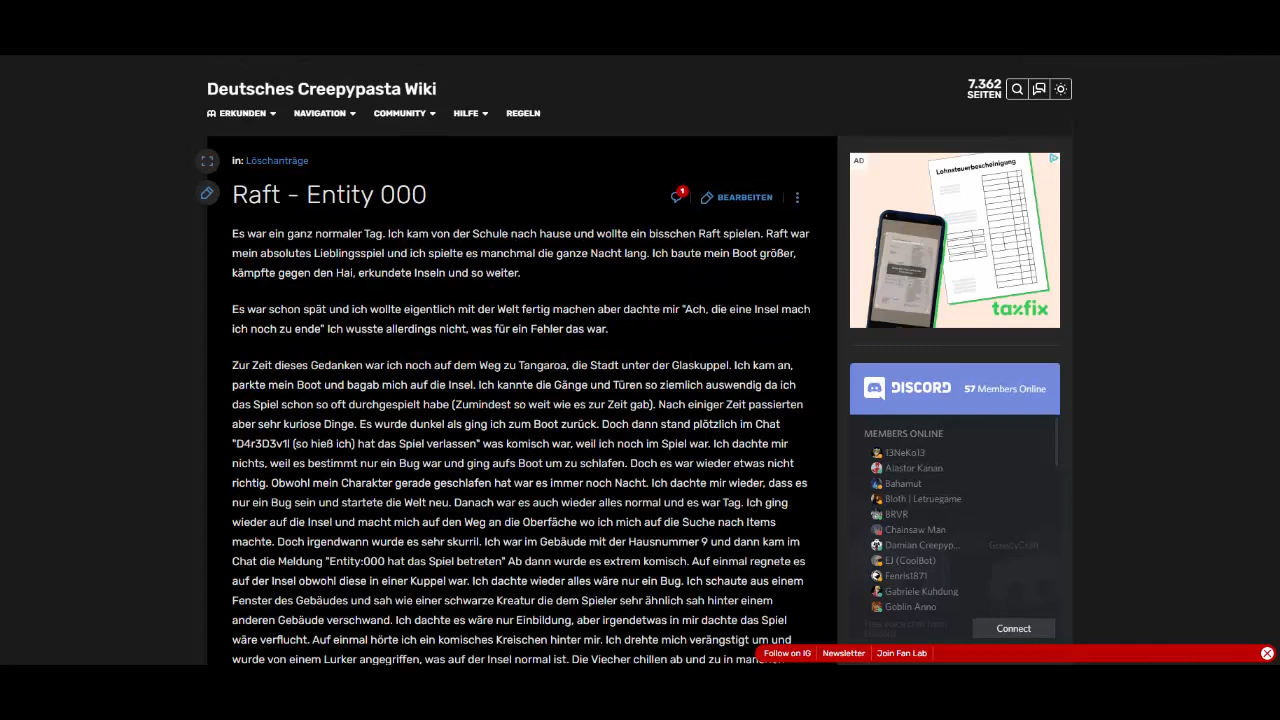 Deutsches Creepypasta Wiki
7.362
SEITEN
ERKUNDEN
NAVIGATION
COMMUNITY
HILFE
REGELN
in: Löschanträge
Raft - Entity 000
1
BEARBEITEN
Es war ein ganz normaler Tag. Ich kam von der Schule nach hause und wollte ein bisschen Raft spielen. Raft war
mein absolutes Lieblingsspiel und ich spielte es manchmal die ganze Nacht lang. Ich baute mein Boot größer,
kämpfte gegen den Hai, erkundete Inseln und so weiter.
Es war schon spät und ich wollte eigentlich mit der Welt fertig machen aber dachte mir "Ach, die eine Insel mach
ich noch zu ende" Ich wusste allerdings nicht, was für ein Fehler das war.
Zur Zeit dieses Gedanken war ich noch auf dem Weg zu Tangaroa, die Stadt unter der Glaskuppel. Ich kam an,
parkte mein Boot und bagab mich auf die Insel. Ich kannte die Gänge und Türen so ziemlich auswendig da ich
das Spiel schon so oft durchgespielt habe (Zumindest so weit wie es zur Zeit gab). Nach einiger Zeit passierten
aber sehr kuriose Dinge. Es wurde dunkel als ging ich zum Boot zurück. Doch dann stand plötzlich im Chat
"D4r3D3v1l (so hieß ich) hat das Spiel verlassen" was komisch war, weil ich noch im Spiel war. Ich dachte mir
nichts, weil es bestimmt nur ein Bug war und ging aufs Boot um zu schlafen. Doch es war wieder etwas nicht
richtig. Obwohl mein Charakter gerade geschlafen hat war es immer noch Nacht. Ich dachte mir wieder, dass es
nur ein Bug sein und startete die Welt neu. Danach war es auch wieder alles normal und es war Tag. Ich ging
wieder auf die Insel und macht mich auf den Weg an die Oberfäche wo ich mich auf die Suche nach Items
machte. Doch irgendwann wurde es sehr skurril. Ich war im Gebäude mit der Hausnummer 9 und dann kam im
Chat die Meldung "Entity:000 hat das Spiel betreten" Ab dann wurde es extrem komisch. Auf einmal regnete es
auf der Insel obwohl diese in einer Kuppel war. Ich dachte wieder alles wäre nur ein Bug. Ich schaute aus einem
Fenster des Gebäudes und sah wie einer schwarze Kreatur die dem Spieler sehr ähnlich sah hinter einem
anderen Gebäude verschwand. Ich dachte es wäre nur Einbildung, aber irgendetwas in mir dachte das Spiel
wäre verflucht. Auf einmal hörte ich ein komisches Kreischen hinter mir. Ich drehte mich verängstigt um und
wurde von einem Lurker angegriffen, was auf der Insel normal ist. Die Viecher chillen ab und zu in
AD
Lohnsteuerbescheinigung
taxfix
DISCORD
57 Members Online
MEMBERS ONLINE
13NeKo13
Alastor Kanan
Bahamut
Bloth | Letruegame
BRVR
Chainsaw Man
Damian Creepyp...
EJ (CoolBot)
Fenris1871
Gabriele Kuhdung
Goblin Anno
Connect
Follow on IG
Newsletter
Join Fan Lab